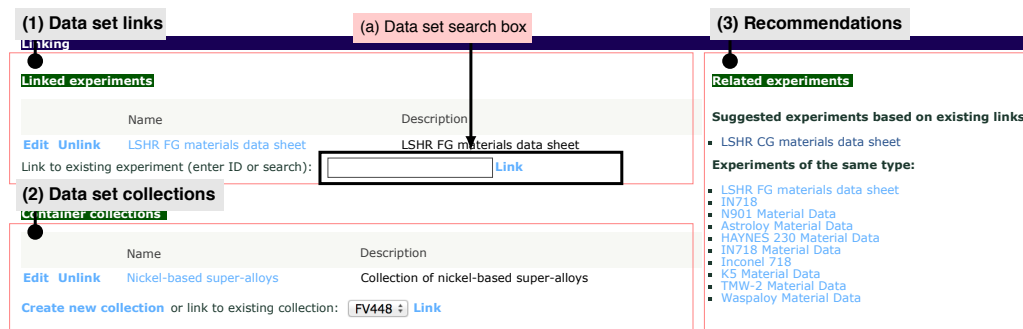 (1) Data set links
(a) Data set search box
(3) Recommendations
Linking
Linked experiments
Name Description
Edit Unlink LSHR FG materials data sheet LSHR FG materials data sheet
Link to existing experiment (enter ID or search): Link
(2) Data set collections
Container collections
Name Description
Edit Unlink Nickel-based super-alloys Collection of nickel-based super-alloys
Create new collection or link to existing collection: FV448 Link
Related experiments
Suggested experiments based on existing links
LSHR CG materials data sheet
Experiments of the same type:
LSHR FG materials data sheet
IN718
N901 Material Data
Astroloy Material Data
HAYNES 230 Material Data
IN718 Material Data
Inconel 718
K5 Material Data
TMW-2 Material Data
Waspaloy Material Data